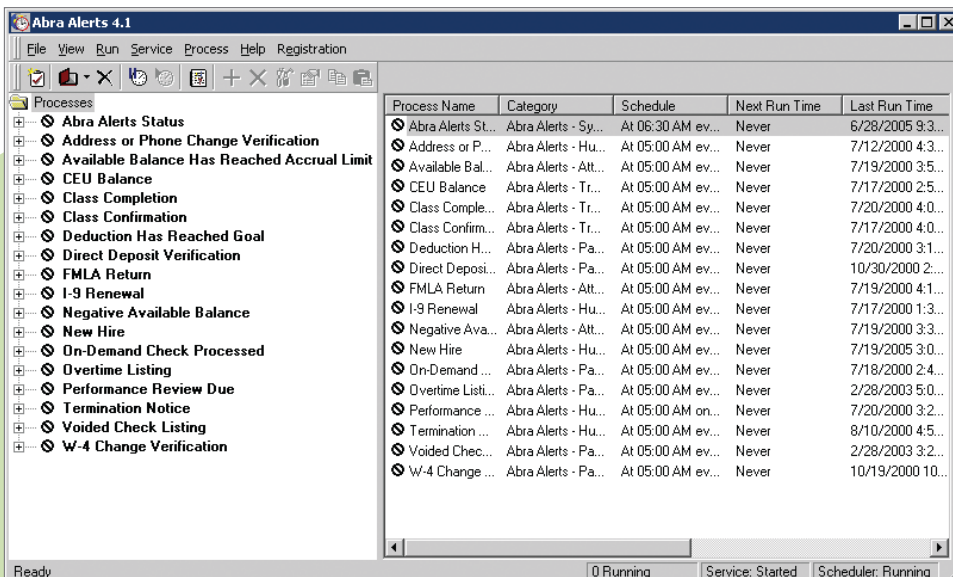 Abra Alerts 4.1
File View Run Service Process Help Registration
Processes
Abra Alerts Status
Address or Phone Change Verification
Available Balance Has Reached Accrual Limit
CEU Balance
Class Completion
Class Confirmation
Deduction Has Reached Goal
Direct Deposit Verification
FMLA Return
I-9 Renewal
Negative Available Balance
New Hire
On-Demand Check Processed
Overtime Listing
Performance Review Due
Termination Notice
Voided Check Listing
W-4 Change Verification
Process Name Category Schedule Next Run Time Last Run Time
Abra Alerts St... Abra Alerts - Sy... At 06:30 AM ev... Never 6/28/2005 9:3...
Address or P... Abra Alerts - Hu... At 05:00 AM ev... Never 7/12/2000 4:3...
Available Bal... Abra Alerts - Att... At 05:00 AM ev... Never 7/19/2000 3:5...
CEU Balance Abra Alerts - Tr... At 05:00 AM ev... Never 7/17/2000 2:5...
Class Comple... Abra Alerts - Tr... At 05:00 AM ev... Never 7/20/2000 4:0...
Class Confirm... Abra Alerts - Tr... At 05:00 AM ev... Never 7/17/2000 4:0...
Deduction H... Abra Alerts - Pa... At 05:00 AM ev... Never 7/20/2000 3:1...
Direct Deposi... Abra Alerts - Pa... At 05:00 AM ev... Never 10/30/2000 2:...
FMLA Return Abra Alerts - Att... At 05:00 AM ev... Never 7/19/2000 4:1...
I-9 Renewal Abra Alerts - Hu... At 05:00 AM ev... Never 7/17/2000 1:3...
Negative Ava... Abra Alerts - Att... At 05:00 AM ev... Never 7/19/2000 3:3...
New Hire Abra Alerts - Hu... At 05:00 AM ev... Never 7/19/2005 3:0...
On-Demand ... Abra Alerts - Pa... At 05:00 AM ev... Never 7/18/2000 2:4...
Overtime Listi... Abra Alerts - Pa... At 05:00 AM ev... Never 2/28/2003 5:0...
Performance ... Abra Alerts - Hu... At 05:00 AM on... Never 7/20/2000 3:2...
Termination ... Abra Alerts - Hu... At 05:00 AM ev... Never 8/10/2000 4:5...
Voided Chec... Abra Alerts - Pa... At 05:00 AM ev... Never 2/28/2003 3:2...
W-4 Change ... Abra Alerts - Pa... At 05:00 AM ev... Never 10/19/2000 10...
Ready 0 Running Service: Started Scheduler: Running